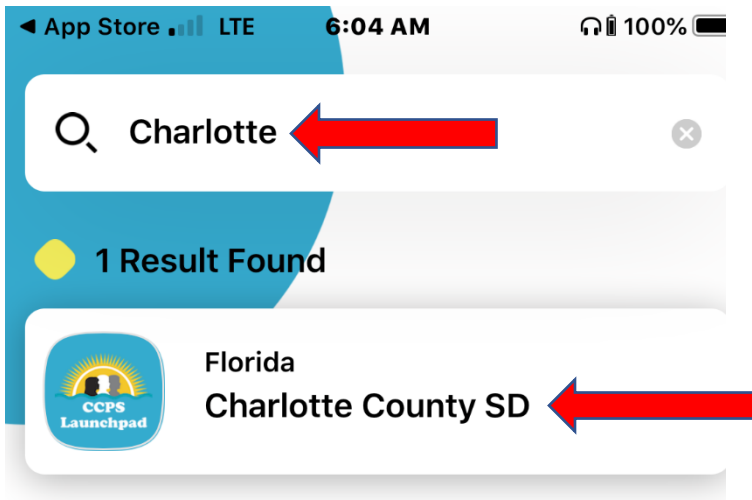 ◀ App Store LTE 6:04 AM 100%
Charlotte
1 Result Found
Florida
Charlotte County SD
CCPS
Launchpad